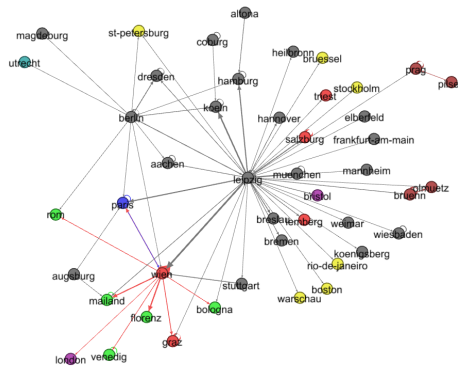 altona
st-petersburg
magdeburg
coburg
heilbronn
bruessel
utrecht
dresden
hamburg
prag
pilse
triest
stockholm
koeln
berlin
hannover
elberfeld
salzburg
frankfurt-am-main
aachen
muenchen
mannheim
leipzig
olmuetz
bruenn
bristol
paris
rom
breslau
lemberg
weimar
wiesbaden
bremen
koenigsberg
augsburg
wien
rio-de-janeiro
stuttgart
boston
mailand
warschau
bologna
florenz
graz
london
venedig